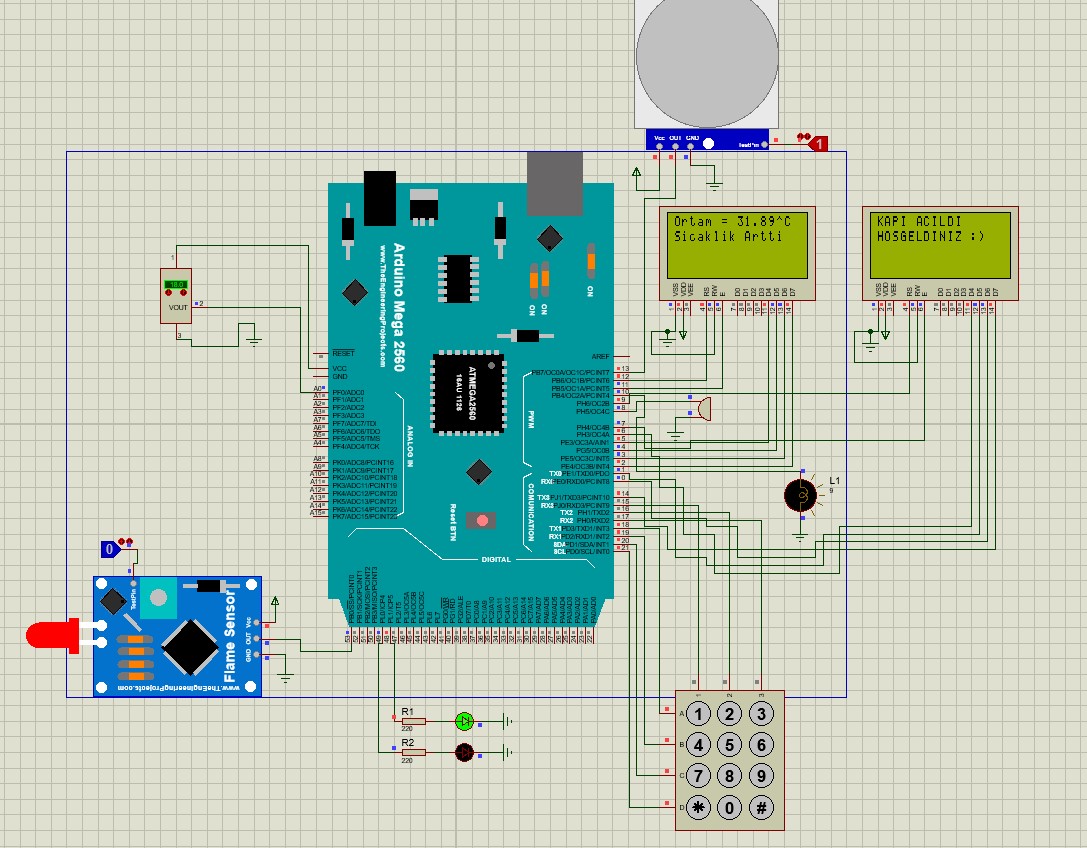 Vcc OUT GND
TestPin
1
Ortam = 31.89^C
Sicaklik Artti
KAPI ACILDI
HOSGELDINIZ :)
VSS VDD VEE RS RW E D0 D1 D2 D3 D4 D5 D6 D7
VSS VDD VEE RS RW E D0 D1 D2 D3 D4 D5 D6 D7
Arduino Mega 2560
www.TheEngineeringProjects.com
ON
ON
ON
ATMEGA2560
16AU 1126
1
VOUT
2
3
RESET
VCC
GND
A0 PF0/ADC0
A1 PF1/ADC1
A2 PF2/ADC2
A3 PF3/ADC3
PF7/ADC7/TDI
PF6/ADC6/TDO
PF5/ADC5/TMS
PF4/ADC4/TCK
A8 PK0/ADC8/PCINT16
A9 PK1/ADC9/PCINT17
A10 PK2/ADC10/PCINT18
A11 PK3/ADC11/PCINT19
A12 PK4/ADC12/PCINT20
A13 PK5/ADC13/PCINT21
A14 PK6/ADC14/PCINT22
A15 PK7/ADC15/PCINT23
ANALOG IN
AREF
PB7/OC0A/OC1C/PCINT7 13
PB6/OC1B/PCINT6 12
PB5/OC1A/PCINT5 11
PB4/OC2A/PCINT4 10
PH6/OC2B 9
PH5/OC4C 8
PH4/OC4B 7
PH3/OC4A 6
PE3/OC3A/AIN1 5
PG5/OC0B 4
PE5/OC3C/INT5 3
PE4/OC3B/INT4 2
TX0 PE1/TXD0/PDO 1
RX0 PE0/RXD0/PCINT8 0
PWM
TX3 PJ1/TXD3/PCINT10 14
RX3 PJ0/RXD3/PCINT9 15
TX2 PH1/TXD2 16
RX2 PH0/RXD2 17
TX1 PD3/TXD1/INT3 18
RX1 PD2/RXD1/INT2 19
SDA PD1/SDA/INT1 20
SCL PD0/SCL/INT0 21
COMUNICATION
Reset BTN
DIGITAL
L1
9
0
TestPin
Flame Sensor
Vcc
OUT
GND
www.TheEngineeringProjects.com
R1
220
R2
220
1 2 3
A 1 2 3
B 4 5 6
C 7 8 9
D * 0 #